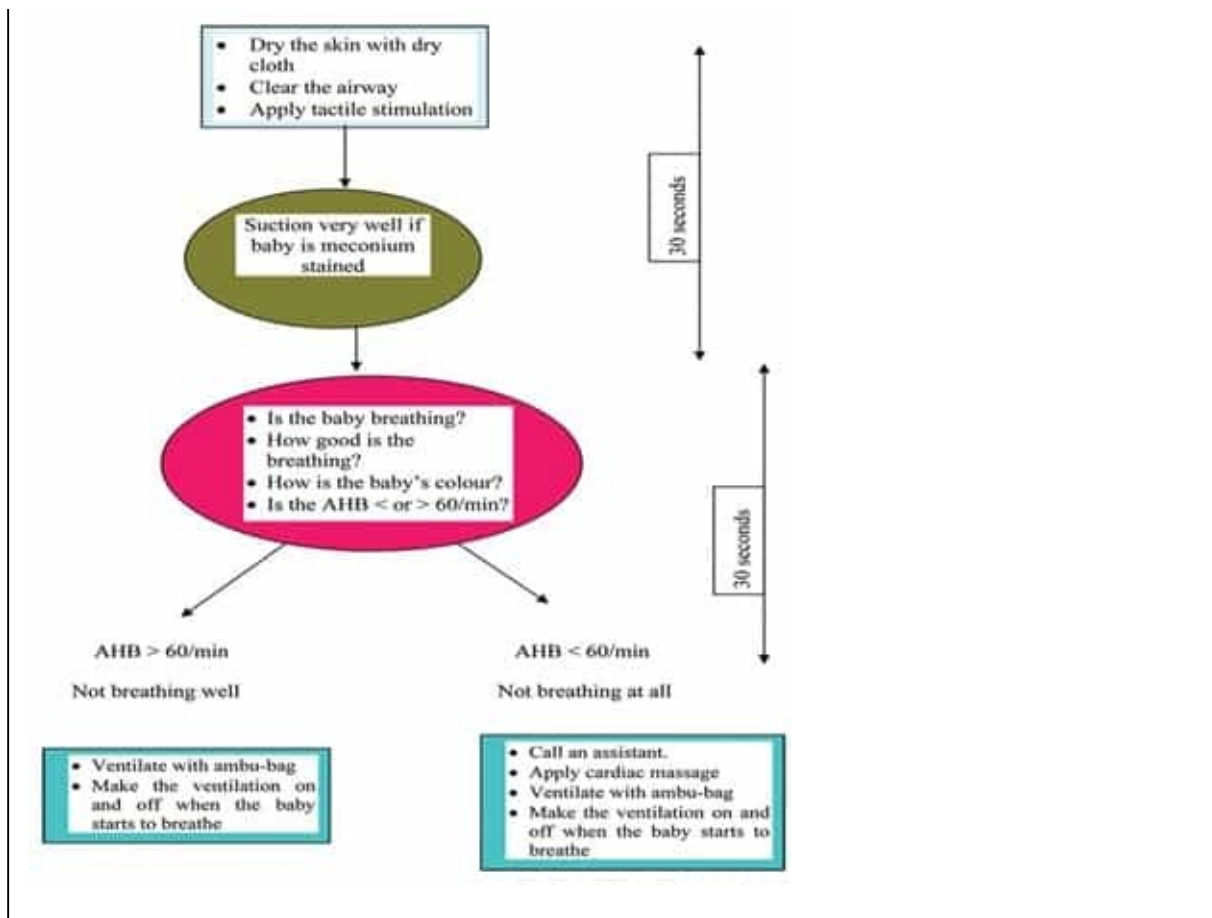 • Dry the skin with dry
cloth
• Clear the airway
• Apply tactile stimulation
30 seconds
Suction very well if
baby is meconium
stained
• Is the baby breathing?
• How good is the
breathing?
• How is the baby's colour?
• Is the AHB < or > 60/min?
30 seconds
AHB > 60/min
Not breathing well
AHB < 60/min
Not breathing at all
• Ventilate with ambu-bag
• Make the ventilation on
and off when the baby
starts to breathe
• Call an assistant.
• Apply cardiac massage
• Ventilate with ambu-bag
• Make the ventilation on and
off when the baby starts to
breathe